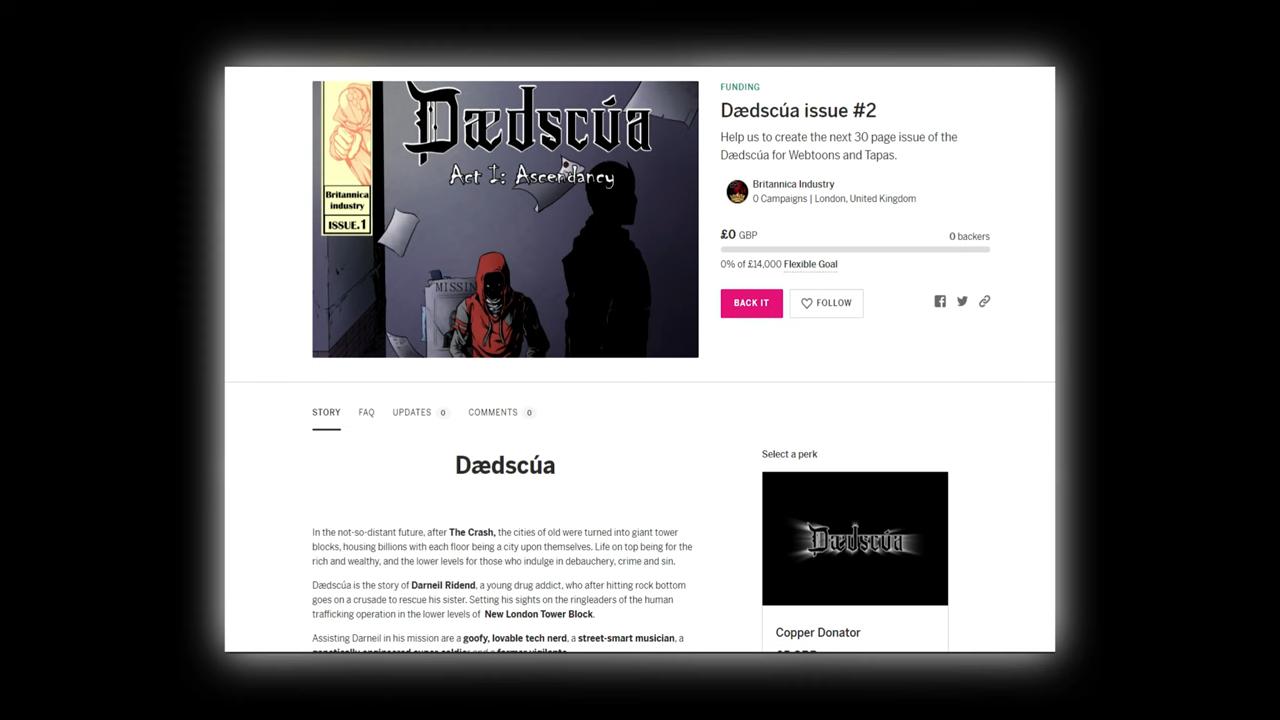 Dædscúa
Act I: Ascendancy
Britannica
industry
ISSUE.1
MISSIN
FUNDING
Dædscúa issue #2
Help us to create the next 30 page issue of the
Dædscúa for Webtoons and Tapas.
Britannica Industry
0 Campaigns | London, United Kingdom
£0 GBP
0 backers
0% of £14,000 Flexible Goal
BACK IT
FOLLOW
STORY FAQ UPDATES 0 COMMENTS 0
Dædscúa
In the not-so-distant future, after The Crash, the cities of old were turned into giant tower
blocks, housing billions with each floor being a city upon themselves. Life on top being for the
rich and wealthy, and the lower levels for those who indulge in debauchery, crime and sin.
Dædscúa is the story of Darneil Ridend, a young drug addict, who after hitting rock bottom
goes on a crusade to rescue his sister. Setting his sights on the ringleaders of the human
trafficking operation in the lower levels of New London Tower Block.
Assisting Darneil in his mission are a goofy, lovable tech nerd, a street-smart musician, a
Select a perk
Dædscúa
Copper Donator